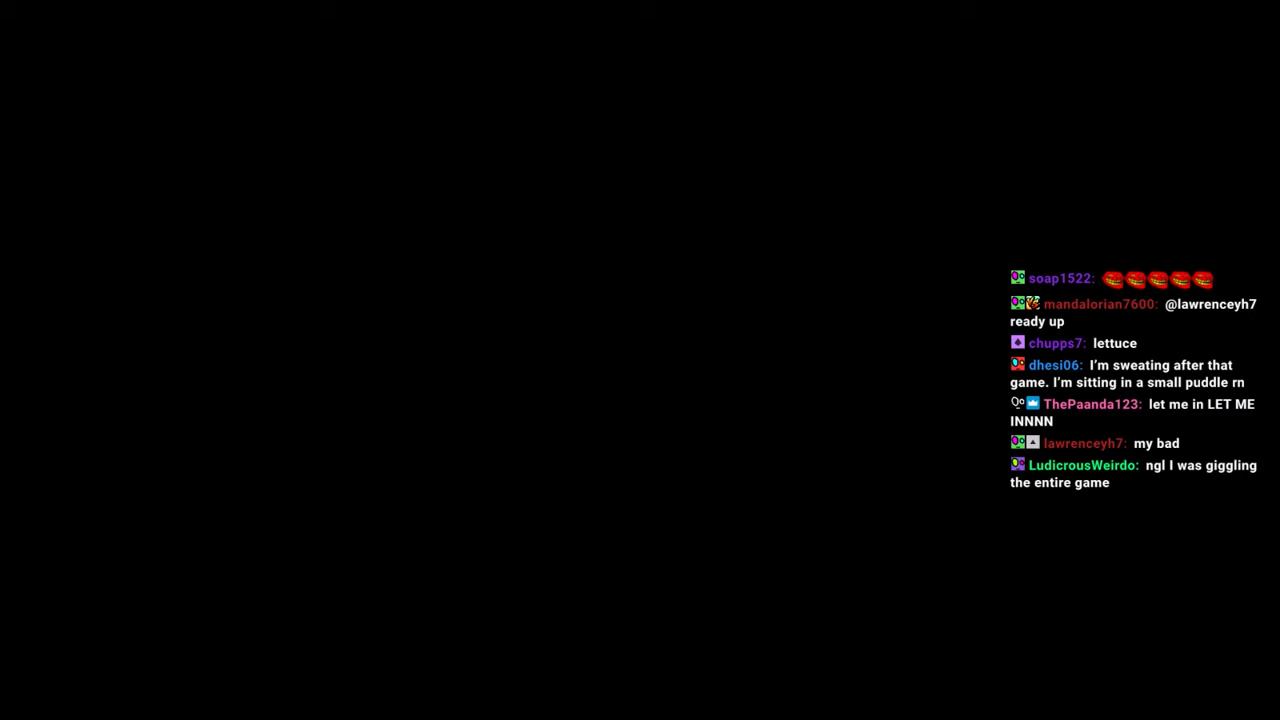 soap1522:
mandalorian7600: @lawrenceyh7
ready up
chupps7: lettuce
dhesi06: I'm sweating after that
game. I'm sitting in a small puddle rn
ThePaanda123: let me in LET ME
INNNN
lawrenceyh7: my bad
LudicrousWeirdo: ngl I was giggling
the entire game